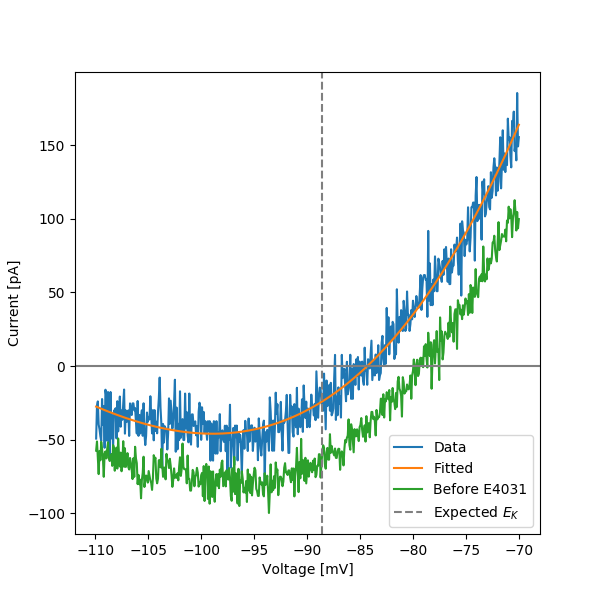 150
100
50
0
−50
−100
Current [pA]
Data
Fitted
Before E4031
Expected E_K
−110 −105 −100 −95 −90 −85 −80 −75 −70
Voltage [mV]